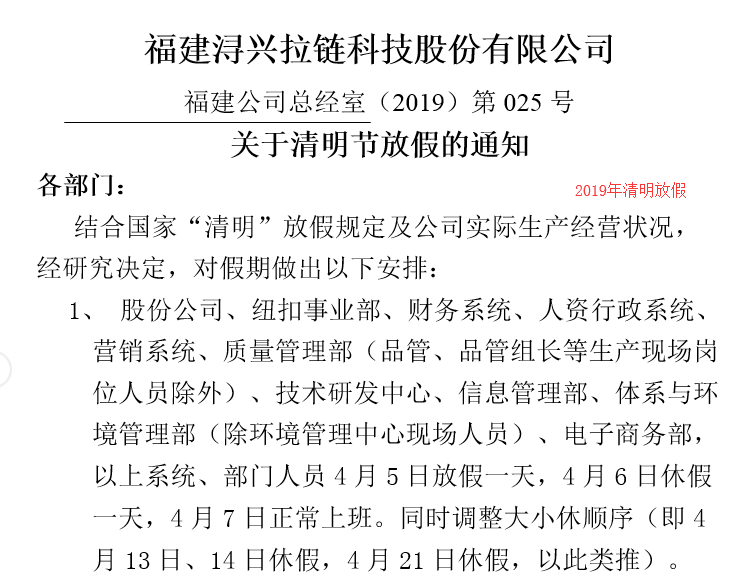 福建浔兴拉链科技股份有限公司
福建公司总经室（2019）第 025 号
关于清明节放假的通知
各部门：
2019年清明放假
结合国家“清明”放假规定及公司实际生产经营状况，
经研究决定，对假期做出以下安排：
1、 股份公司、纽扣事业部、财务系统、人资行政系统、
营销系统、质量管理部（品管、品管组长等生产现场岗
位人员除外）、技术研发中心、信息管理部、体系与环
境管理部（除环境管理中心现场人员）、电子商务部，
以上系统、部门人员 4 月 5 日放假一天，4 月 6 日休假
一天，4 月 7 日正常上班。同时调整大小休顺序（即 4
月 13 日、14 日休假，4 月 21 日休假，以此类推）。